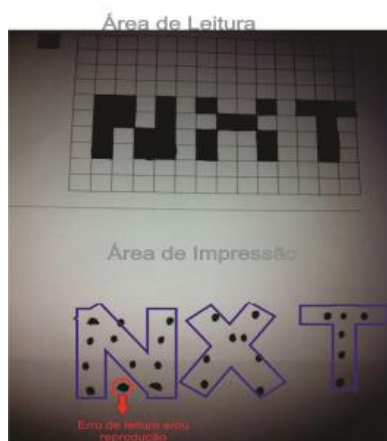 Área de Leitura
NXT
Área de Impressão
NXT
Erro de leitura e/ou
reprodução